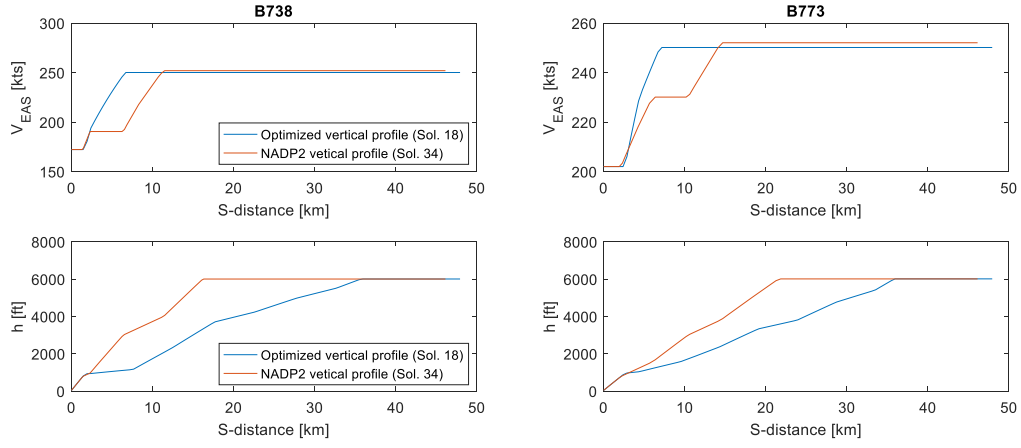 B738
300
250
200
150
V_EAS [kts]
Optimized vertical profile (Sol. 18)
NADP2 vetical profile (Sol. 34)
0 10 20 30 40 50
S-distance [km]
B773
260
240
220
200
V_EAS [kts]
0 10 20 30 40 50
S-distance [km]
8000
6000
4000
2000
0
h [ft]
Optimized vertical profile (Sol. 18)
NADP2 vetical profile (Sol. 34)
0 10 20 30 40 50
S-distance [km]
8000
6000
4000
2000
0
h [ft]
0 10 20 30 40 50
S-distance [km]